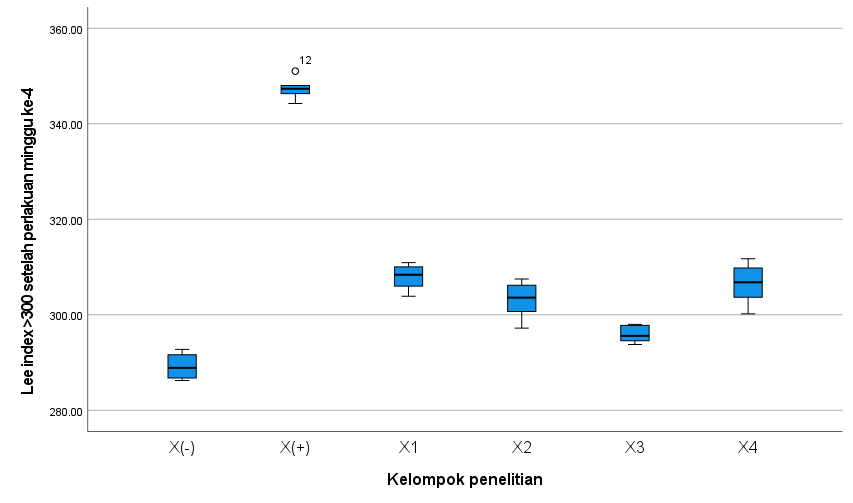 Lee index >300 setelah perlakuan minggu ke-4
360.00
340.00
320.00
300.00
280.00
12
X(-) X(+) X1 X2 X3 X4
Kelompok penelitian